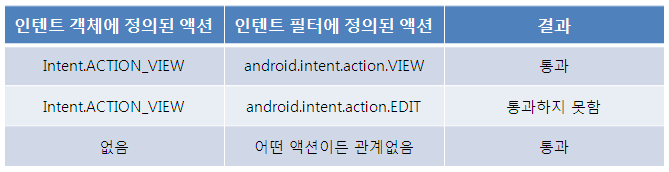 인텐트 객체에 정의된 액션 인텐트 필터에 정의된 액션 결과
Intent.ACTION_VIEW android.intent.action.VIEW 통과
Intent.ACTION_VIEW android.intent.action.EDIT 통과하지 못함
없음 어떤 액션이든 관계없음 통과